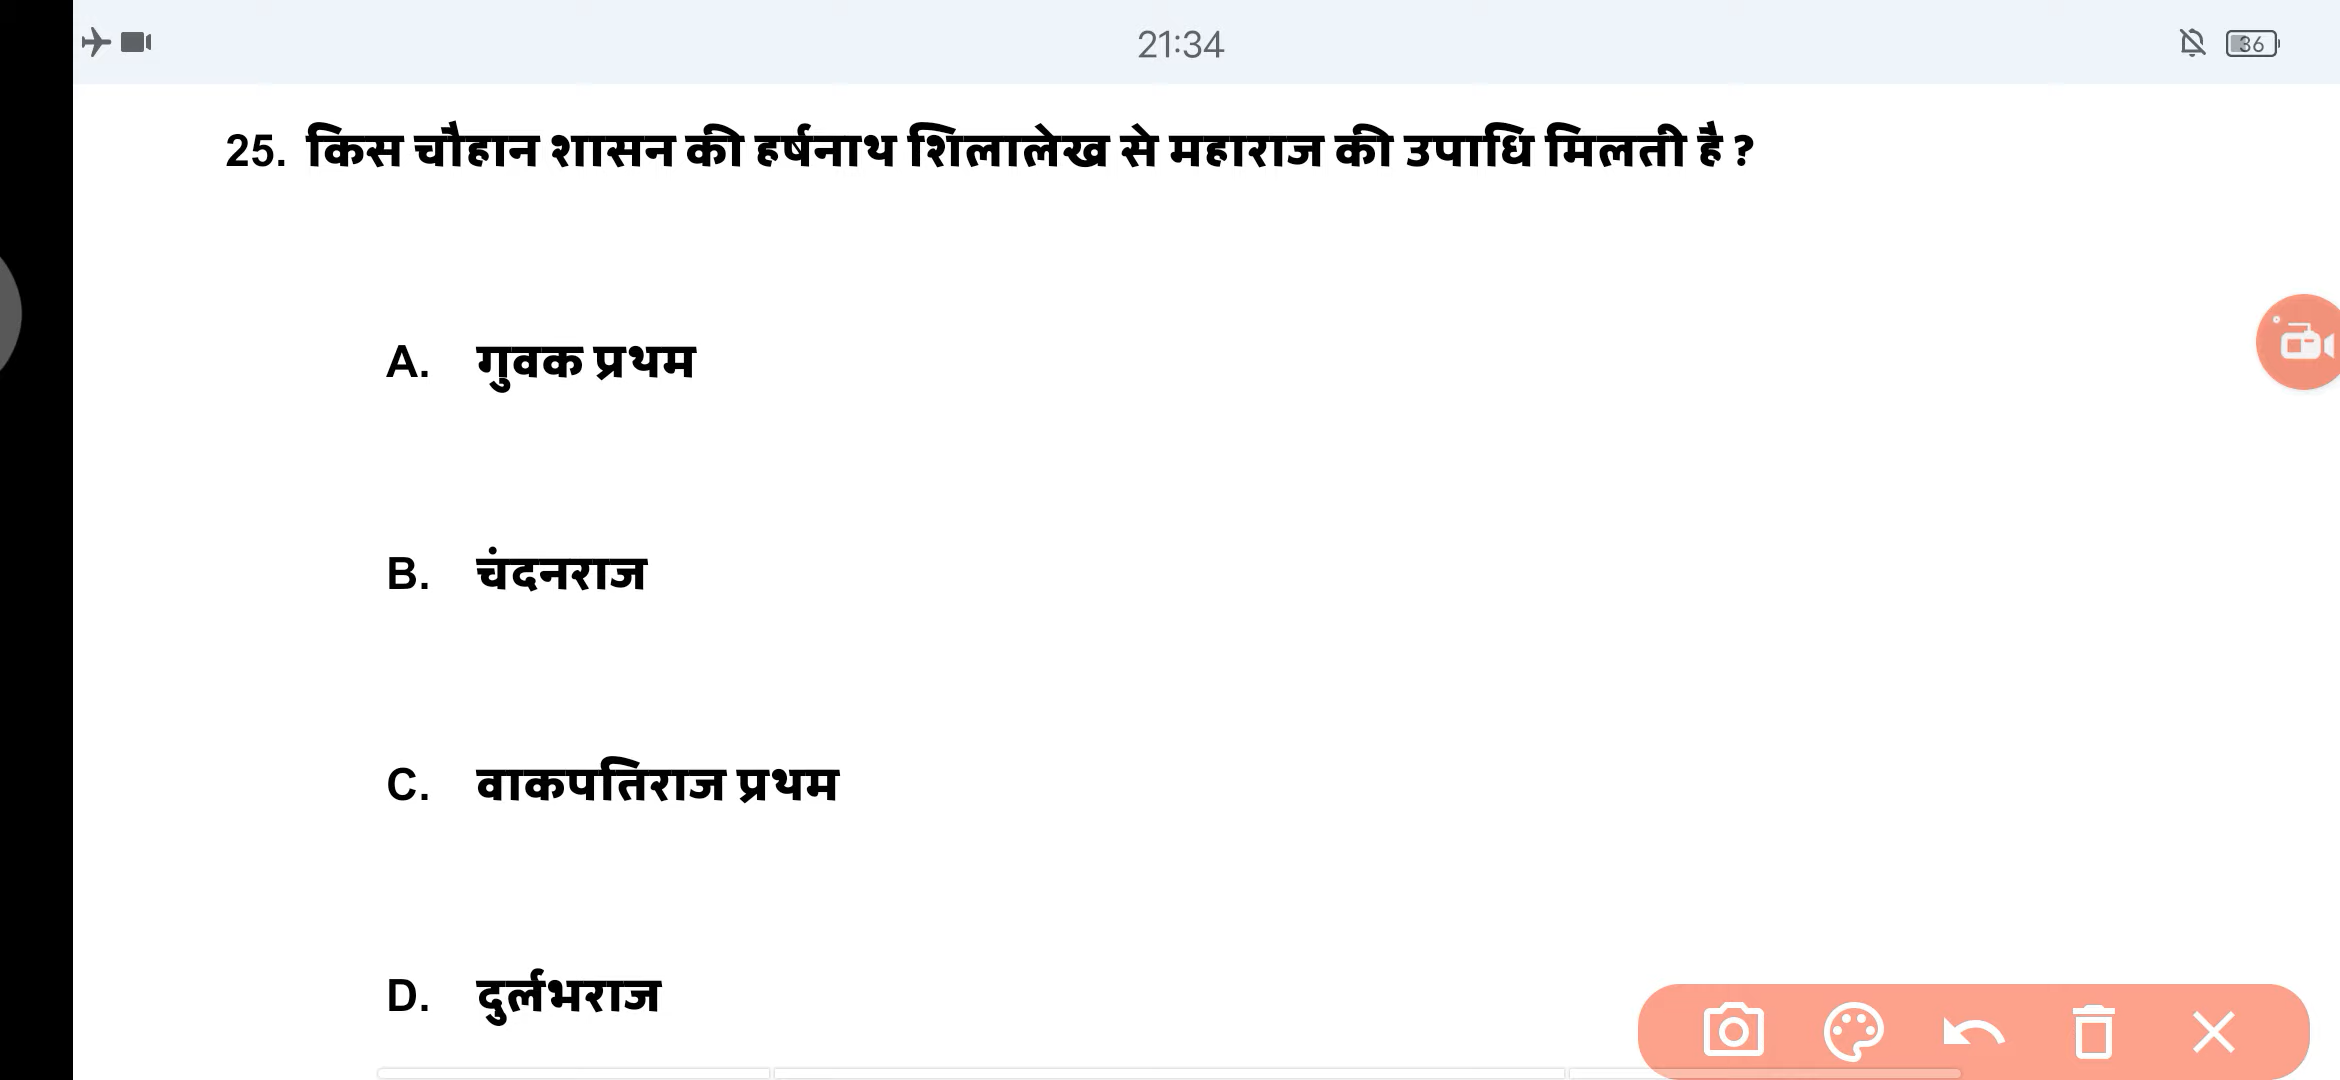 21:34
36
25. किस चौहान शासन की हर्षनाथ शिलालेख से महाराज की उपाधि मिलती है ?
A. गुवक प्रथम
B. चंदनराज
C. वाकपतिराज प्रथम
D. दुर्लभराज